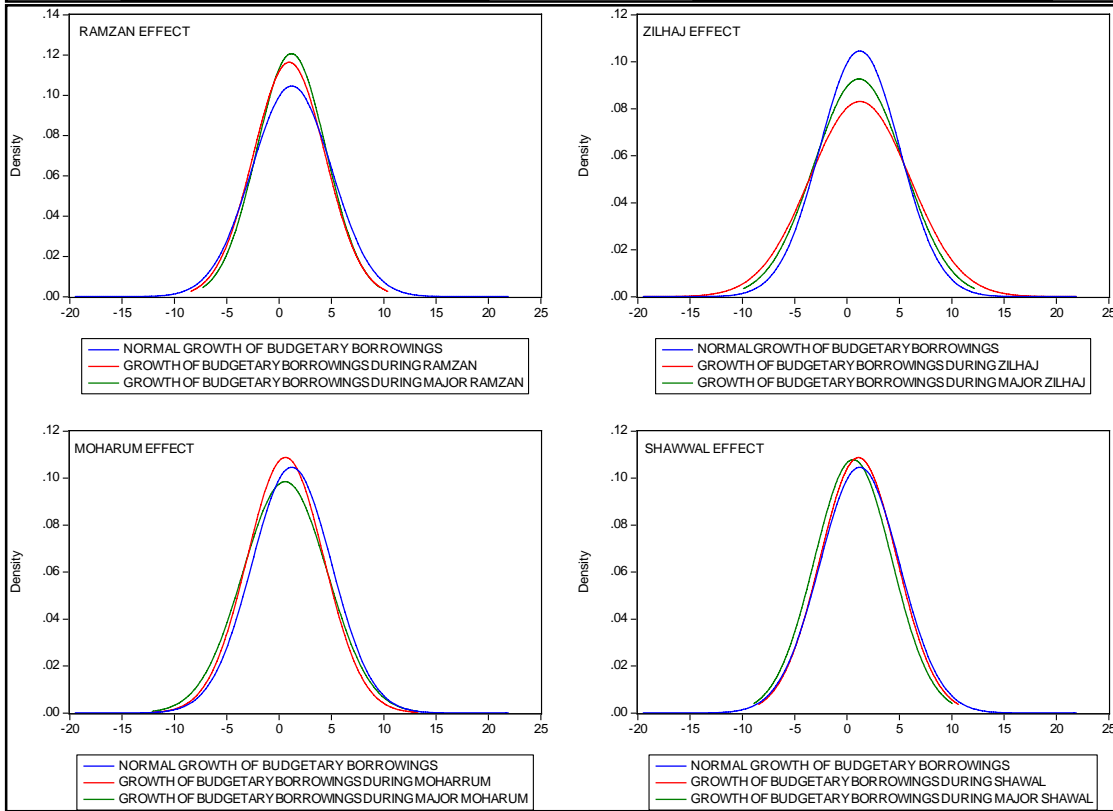 RAMZAN EFFECT
.14
.12
.10
.08
.06
.04
.02
.00
Density
-20 -15 -10 -5 0 5 10 15 20 25
NORMAL GROWTH OF BUDGETARY BORROWINGS
GROWTH OF BUDGETARY BORROWINGS DURING RAMZAN
GROWTH OF BUDGETARY BORROWINGS DURING MAJOR RAMZAN
ZILHAJ EFFECT
.12
.10
.08
.06
.04
.02
.00
Density
-20 -15 -10 -5 0 5 10 15 20 25
NORMAL GROWTH OF BUDGETARY BORROWINGS
GROWTH OF BUDGETARY BORROWINGS DURING ZILHAJ
GROWTH OF BUDGETARY BORROWINGS DURING MAJOR ZILHAJ
MOHARUM EFFECT
.12
.10
.08
.06
.04
.02
.00
Density
-20 -15 -10 -5 0 5 10 15 20 25
NORMAL GROWTH OF BUDGETARY BORROWINGS
GROWTH OF BUDGETARY BORROWINGS DURING MOHARRUM
GROWTH OF BUDGETARY BORROWINGS DURING MAJOR MOHARUM
SHAWWAL EFFECT
.12
.10
.08
.06
.04
.02
.00
Density
-20 -15 -10 -5 0 5 10 15 20 25
NORMAL GROWTH OF BUDGETARY BORROWINGS
GROWTH OF BUDGETARY BORROWINGS DURING SHAWAL
GROWTH OF BUDGETARY BORROWINGS DURING MAJOR SHAWAL